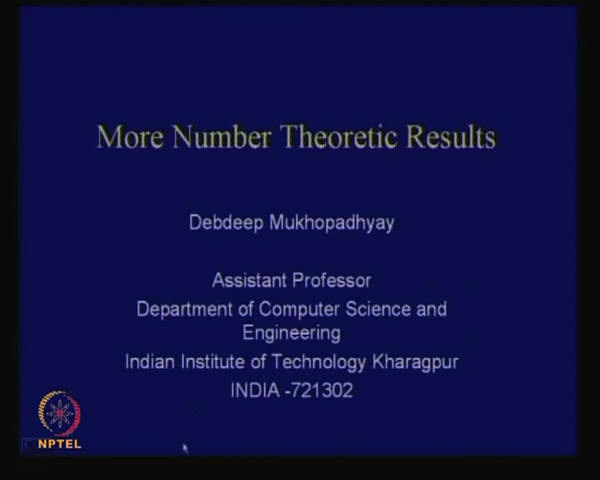 More Number Theoretic Results
Debdeep Mukhopadhyay
Assistant Professor
Department of Computer Science and
Engineering
Indian Institute of Technology Kharagpur
INDIA -721302
NPTEL